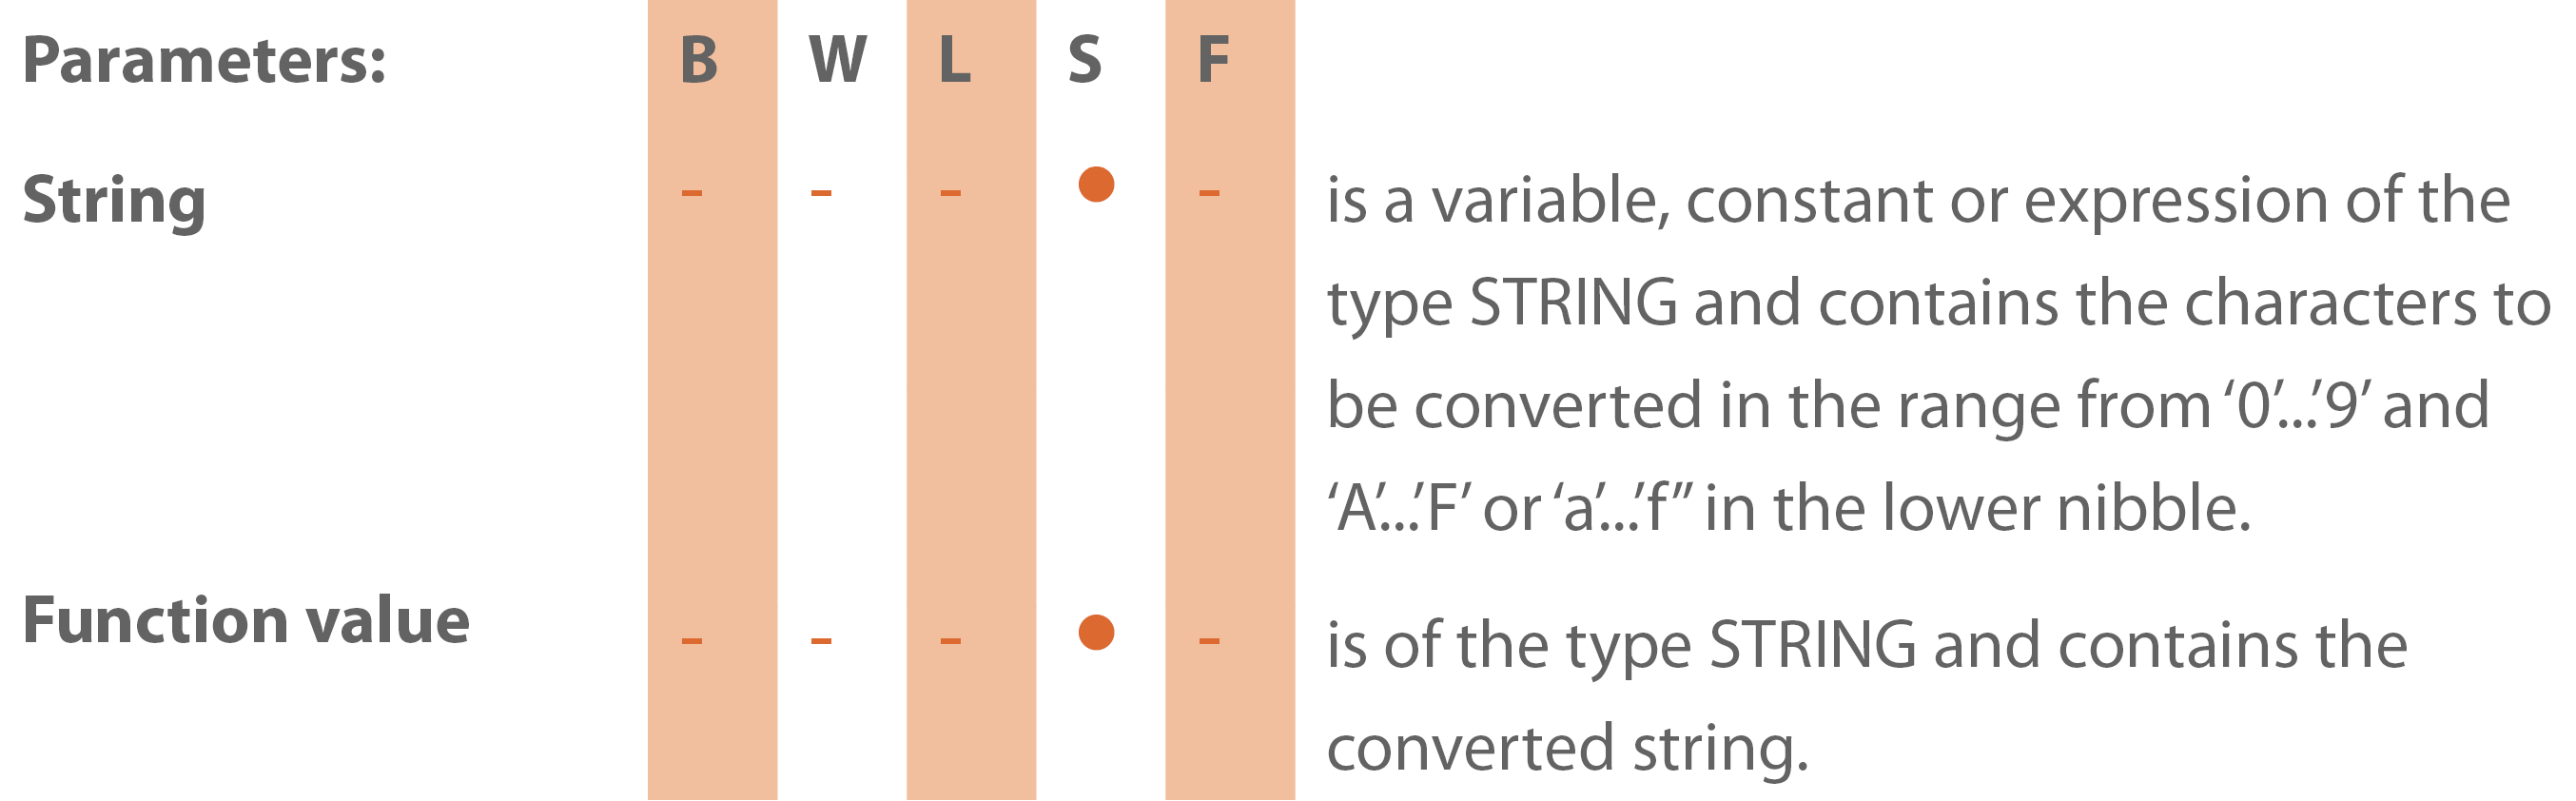 Parameters: B W L S F
String - - - ● - is a variable, constant or expression of the
type STRING and contains the characters to
be converted in the range from ‘0’...’9’ and
‘A’...’F’ or ‘a’...’f’’ in the lower nibble.
Function value - - - ● - is of the type STRING and contains the
converted string.